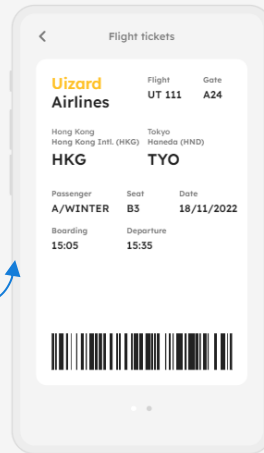 Flight tickets
Uizard
Airlines
Flight Gate
UT 111 A24
Hong Kong Tokyo
Hong Kong Intl. (HKG) Haneda (HND)
HKG TYO
Passenger Seat Date
A/WINTER B3 18/11/2022
Boarding Departure
15:05 15:35